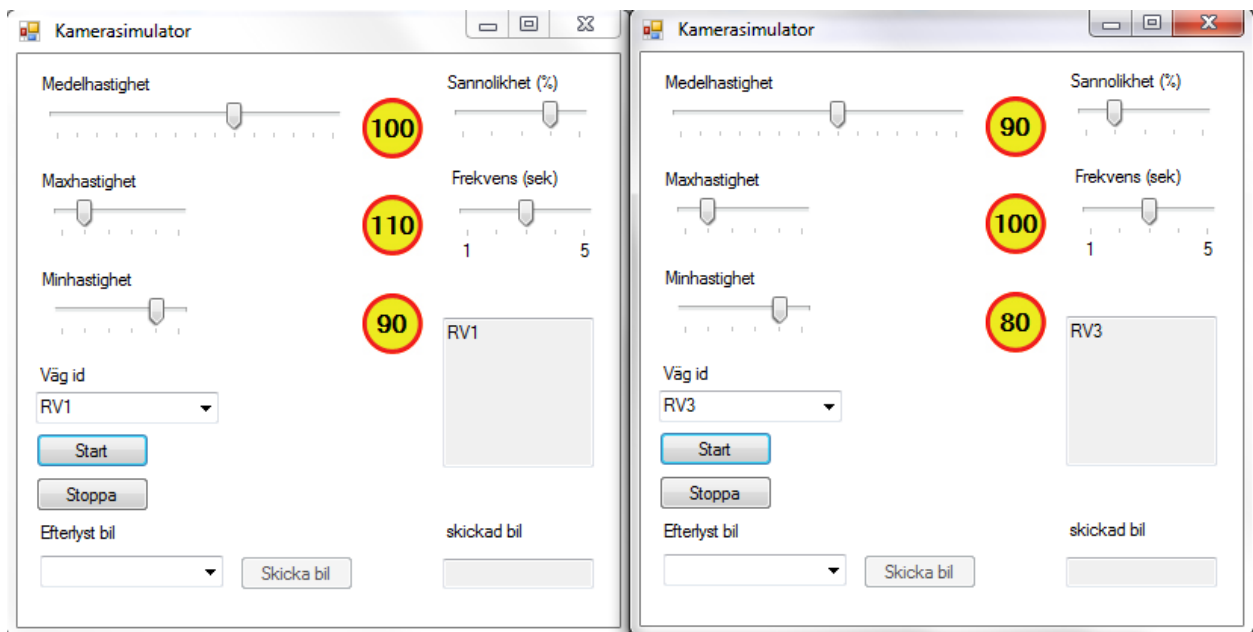 Kamerasimulator
Medelhastighet
Sannolikhet (%)
100
Maxhastighet
Frekvens (sek)
110
1 5
Minhastighet
90
RV1
Väg id
RV1
Start
Stoppa
Efterlyst bil
skickad bil
Skicka bil
Kamerasimulator
Medelhastighet
Sannolikhet (%)
90
Maxhastighet
Frekvens (sek)
100
1 5
Minhastighet
80
RV3
Väg id
RV3
Start
Stoppa
Efterlyst bil
skickad bil
Skicka bil